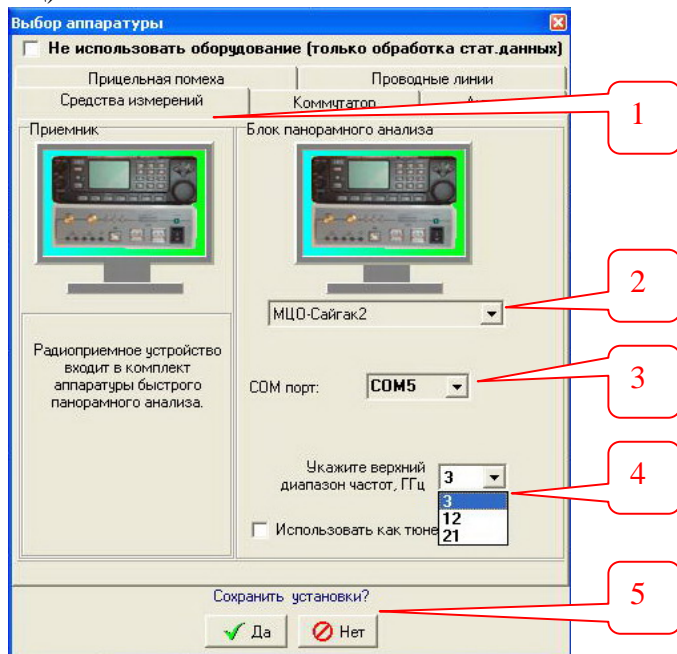 Выбор аппаратуры
Не использовать оборудование (только обработка стат.данных)
Прицельная помеха
Проводные линии
Средства измерений
Коммутатор
1
Приемник
Блок панорамного анализа
2
МЦО-Сайгак2
Радиоприемное устройство
входит в комплект
аппаратуры быстрого
панорамного анализа.
3
COM порт:
COM5
4
Укажите верхний
диапазон частот, ГГц
3
3
12
21
Использовать как тюне
5
Сохранить установки?
Да
Нет